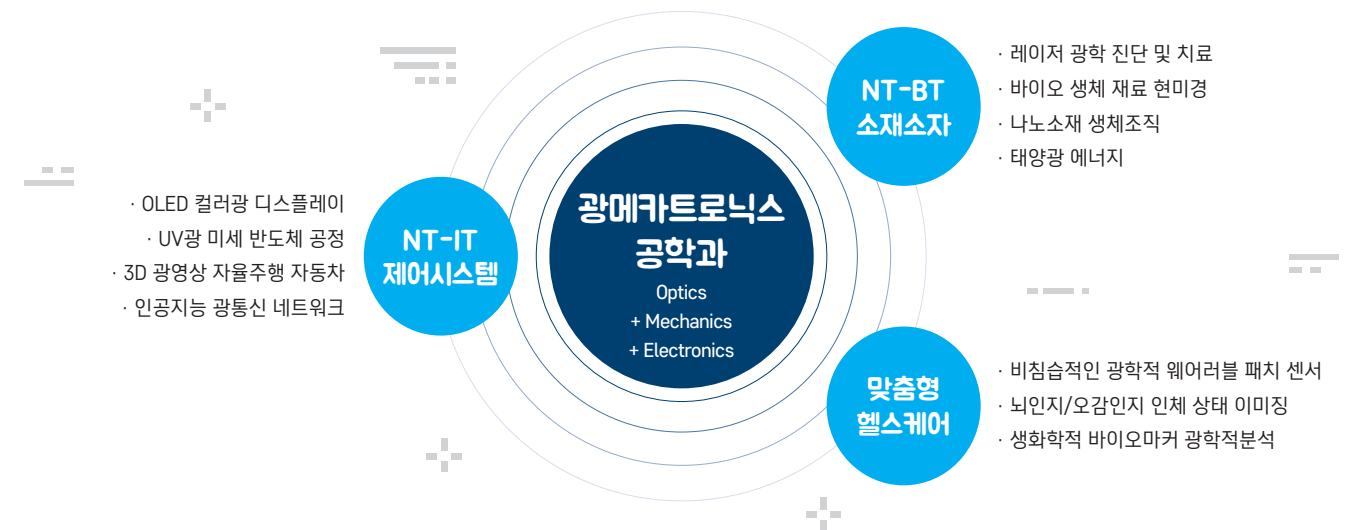 광메카트로닉스
공학과
Optics
+ Mechanics
+ Electronics
NT-IT
제어시스템
· OLED 컬러광 디스플레이
· UV광 미세 반도체 공정
· 3D 광영상 자율주행 자동차
· 인공지능 광통신 네트워크
NT-BT
소재소자
· 레이저 광학 진단 및 치료
· 바이오 생체 재료 현미경
· 나노소재 생체조직
· 태양광 에너지
맞춤형
헬스케어
· 비침습적인 광학적 웨어러블 패치 센서
· 뇌인지/오감인지 인체 상태 이미징
· 생화학적 바이오마커 광학적분석